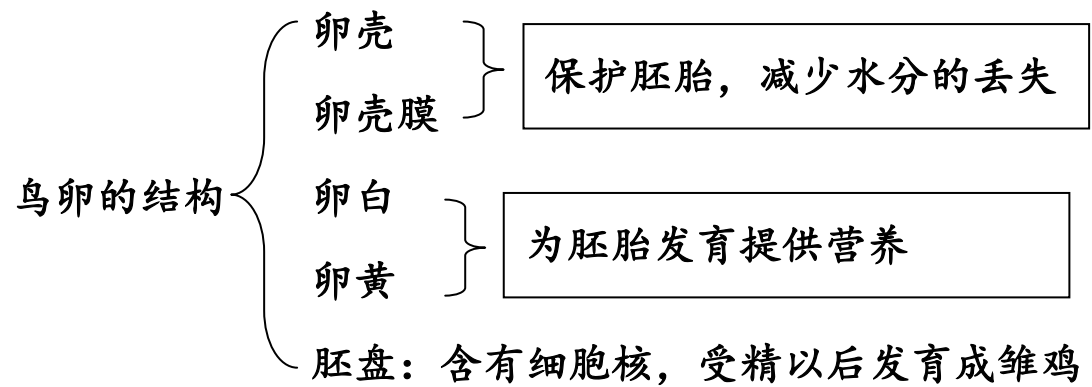 卵壳
保护胚胎，减少水分的丢失
卵壳膜
鸟卵的结构
卵白
为胚胎发育提供营养
卵黄
胚盘：含有细胞核，受精以后发育成雏鸡